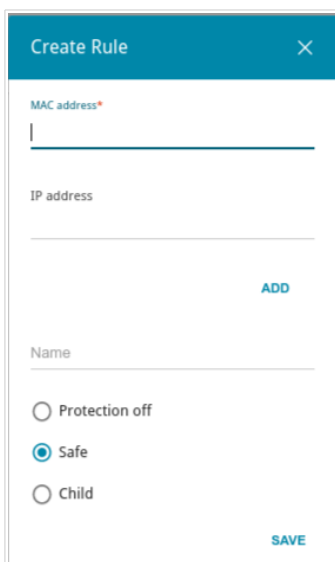 Create Rule
MAC address*
IP address
ADD
Name
Protection off
Safe
Child
SAVE